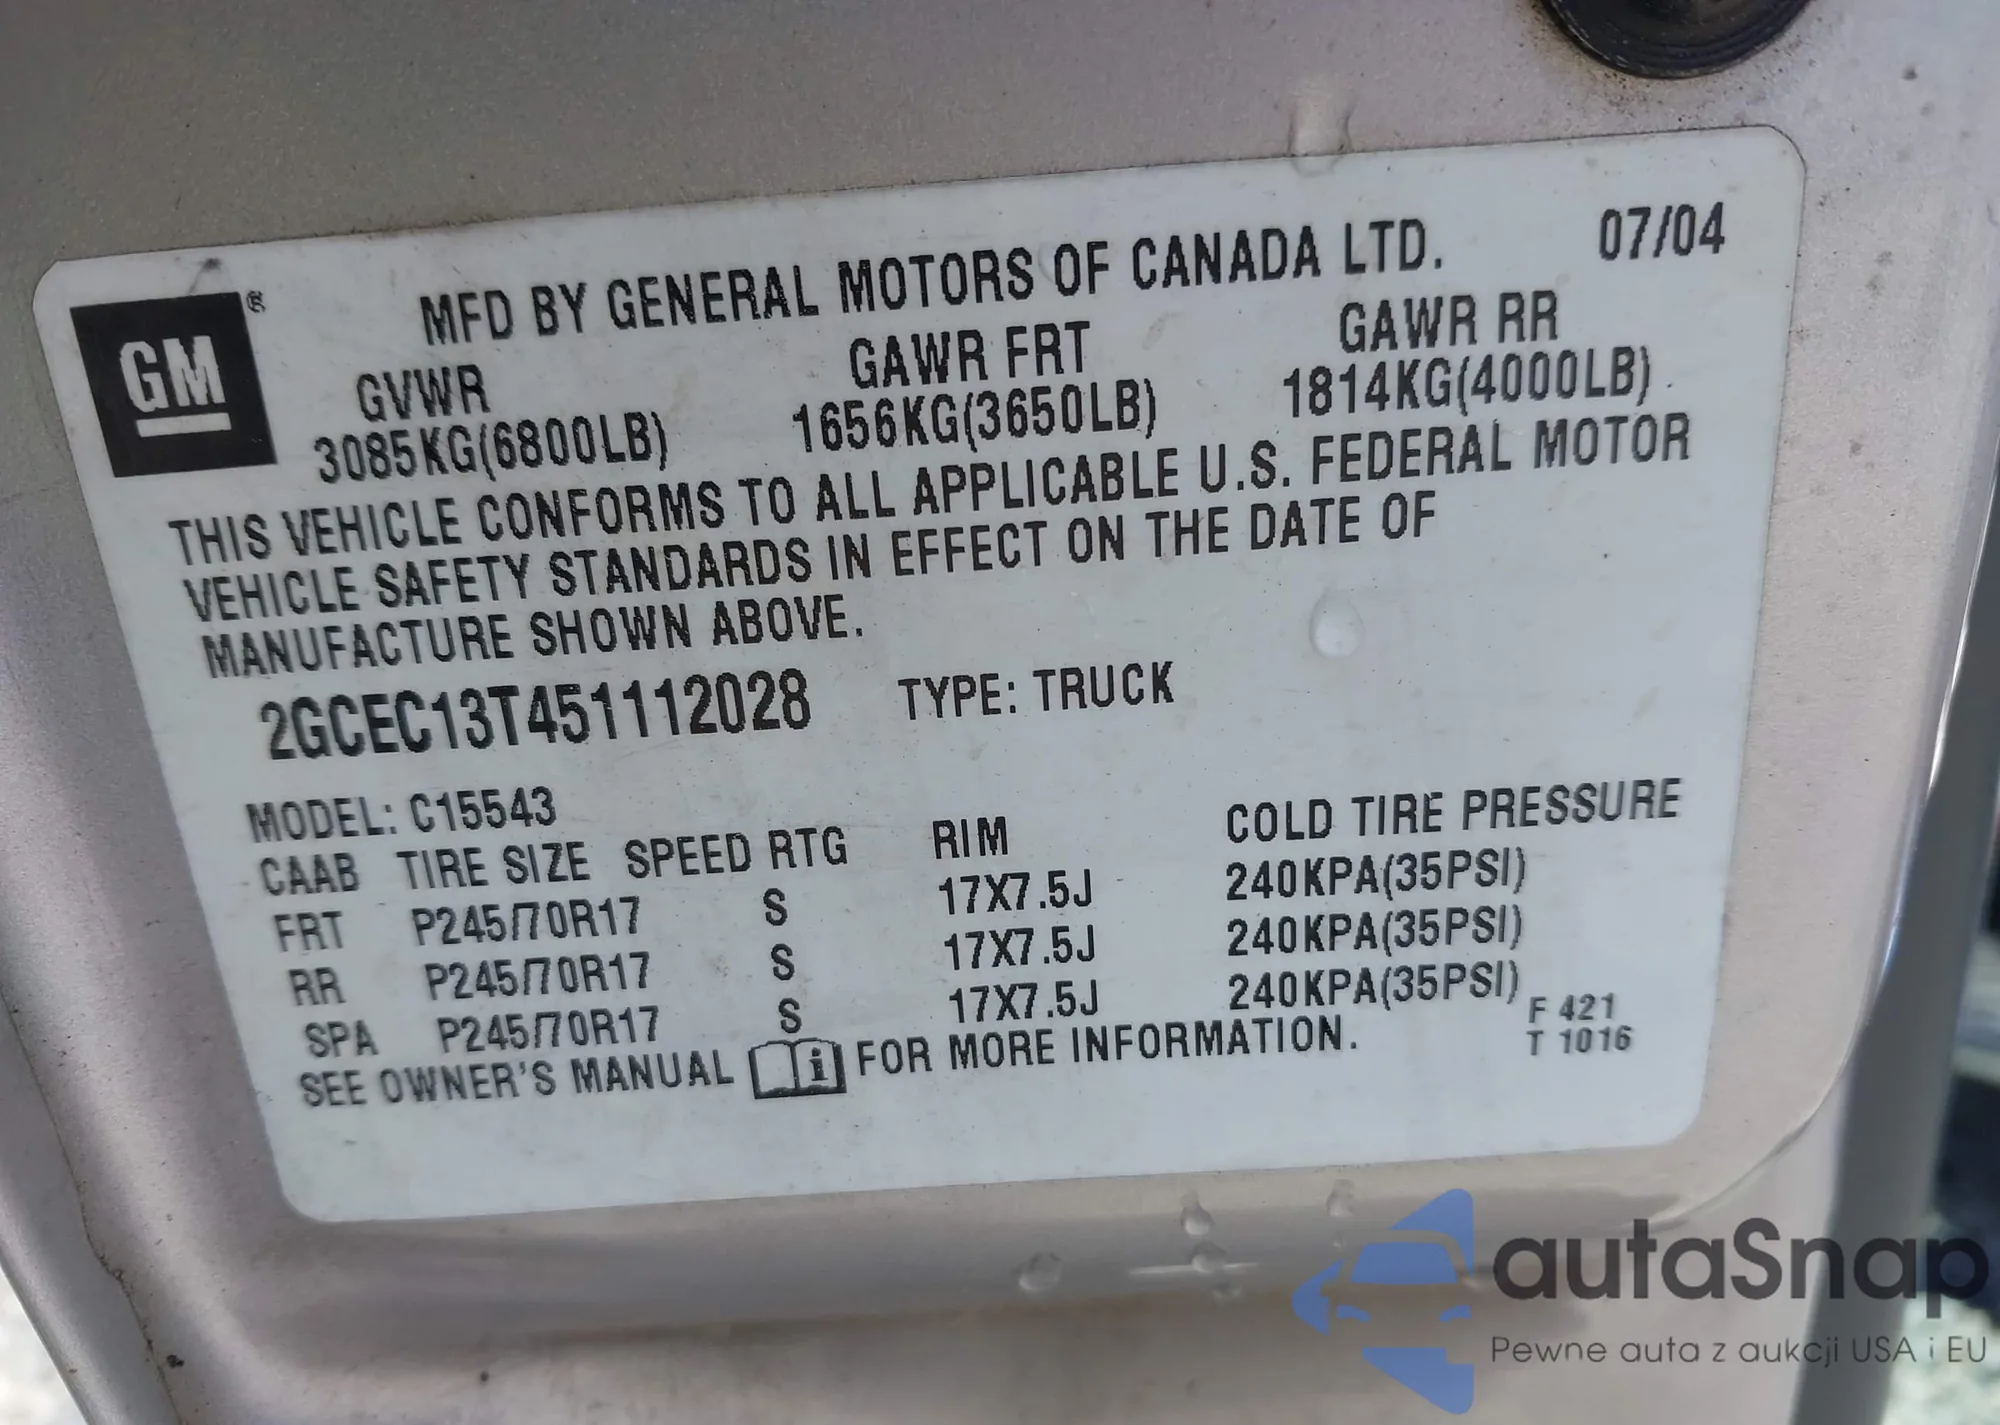 MFD BY GENERAL MOTORS OF CANADA LTD. 07/04
GM®
GVWR GAWR FRT GAWR RR
3085KG(6800LB) 1656KG(3650LB) 1814KG(4000LB)
THIS VEHICLE CONFORMS TO ALL APPLICABLE U.S. FEDERAL MOTOR
VEHICLE SAFETY STANDARDS IN EFFECT ON THE DATE OF
MANUFACTURE SHOWN ABOVE.
2GCEC13T451112028 TYPE: TRUCK
MODEL: C15543
CAAB TIRE SIZE SPEED RTG RIM COLD TIRE PRESSURE
FRT P245/70R17 S 17X7.5J 240KPA(35PSI)
RR P245/70R17 S 17X7.5J 240KPA(35PSI)
SPA P245/70R17 S 17X7.5J 240KPA(35PSI)
SEE OWNER'S MANUAL i FOR MORE INFORMATION.
F 421
T 1016
autaSnap
Pewne auta z aukcji USA i EU